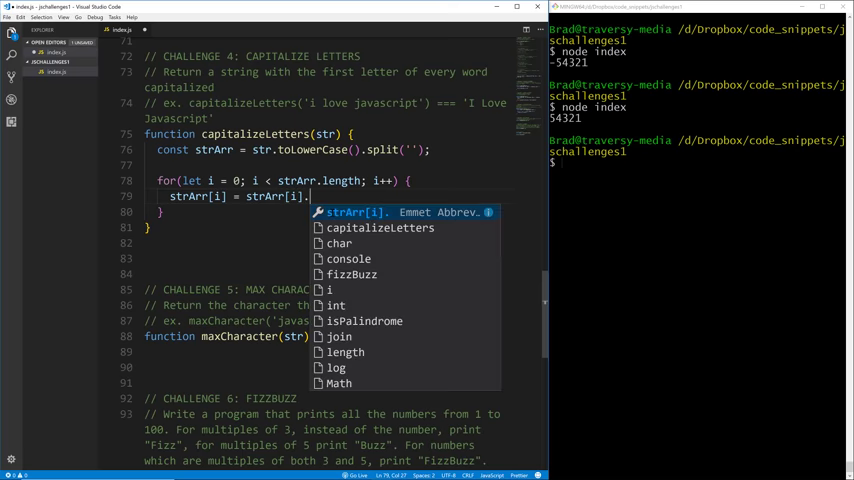 index.js - Visual Studio Code
File Edit Selection View Go Debug Tasks Help
EXPLORER
OPEN EDITORS 1 UNSAVED
index.js
JSCHALLENGES1
index.js
index.js
71
72 // CHALLENGE 4: CAPITALIZE LETTERS
73 // Return a string with the first letter of every word
capitalized
74 // ex. capitalizeLetters('i love javascript') === 'I Love
Javascript'
75 function capitalizeLetters(str) {
76 const strArr = str.toLowerCase().split('');
77
78 for(let i = 0; i < strArr.length; i++) {
79 strArr[i] = strArr[i].
80 }
81 }
82
83
84
85 // CHALLENGE 5: MAX CHARAC
86 // Return the character th
87 // ex. maxCharacter('javas
88 function maxCharacter(str)
89
90
91
92 // CHALLENGE 6: FIZZBUZZ
93 // Write a program that prints all the numbers from 1 to
100. For multiples of 3, instead of the number, print
"Fizz", for multiples of 5 print "Buzz". For numbers
which are multiples of both 3 and 5, print "FizzBuzz".
strArr[i]. Emmet Abbrev…
capitalizeLetters
char
console
fizzBuzz
i
int
isPalindrome
join
length
log
Math
0 0
Go Live Ln 79, Col 27 Spaces: 2 UTF-8 CRLF JavaScript Prettier
MINGW64:/d/Dropbox/code_snippets/jschallenges1
Brad@traversy-media /d/Dropbox/code_snippets/j
schallenges1
$ node index
-54321
Brad@traversy-media /d/Dropbox/code_snippets/j
schallenges1
$ node index
54321
Brad@traversy-media /d/Dropbox/code_snippets/j
schallenges1
$